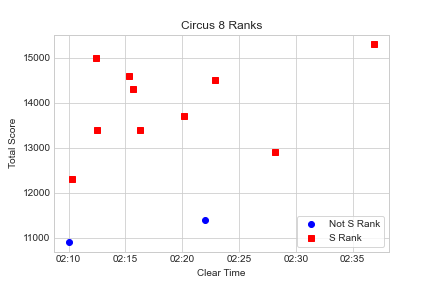 Circus 8 Ranks
Total Score
15000
14000
13000
12000
11000
Not S Rank
S Rank
02:10 02:15 02:20 02:25 02:30 02:35
Clear Time